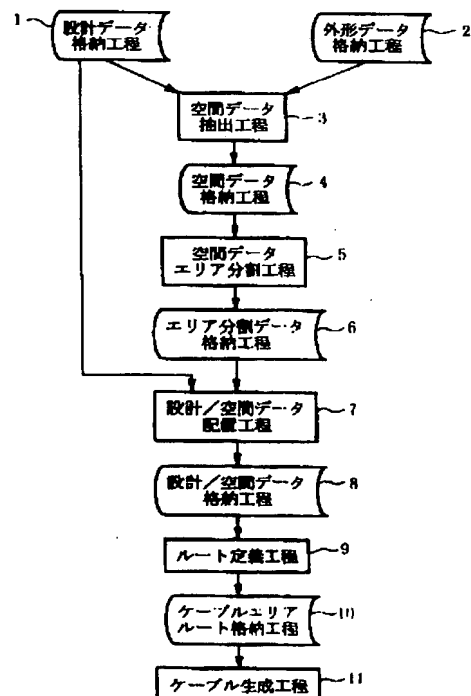 1
設計データ
格納工程
外形データ
格納工程
2
空間データ
抽出工程
3
空間データ
格納工程
4
空間データ
エリア分割工程
5
エリア分割データ
格納工程
6
設計／空間データ
配置工程
7
設計／空間データ
格納工程
8
ルート定義工程
9
ケーブルエリア
ルート格納工程
10
ケーブル生成工程
11